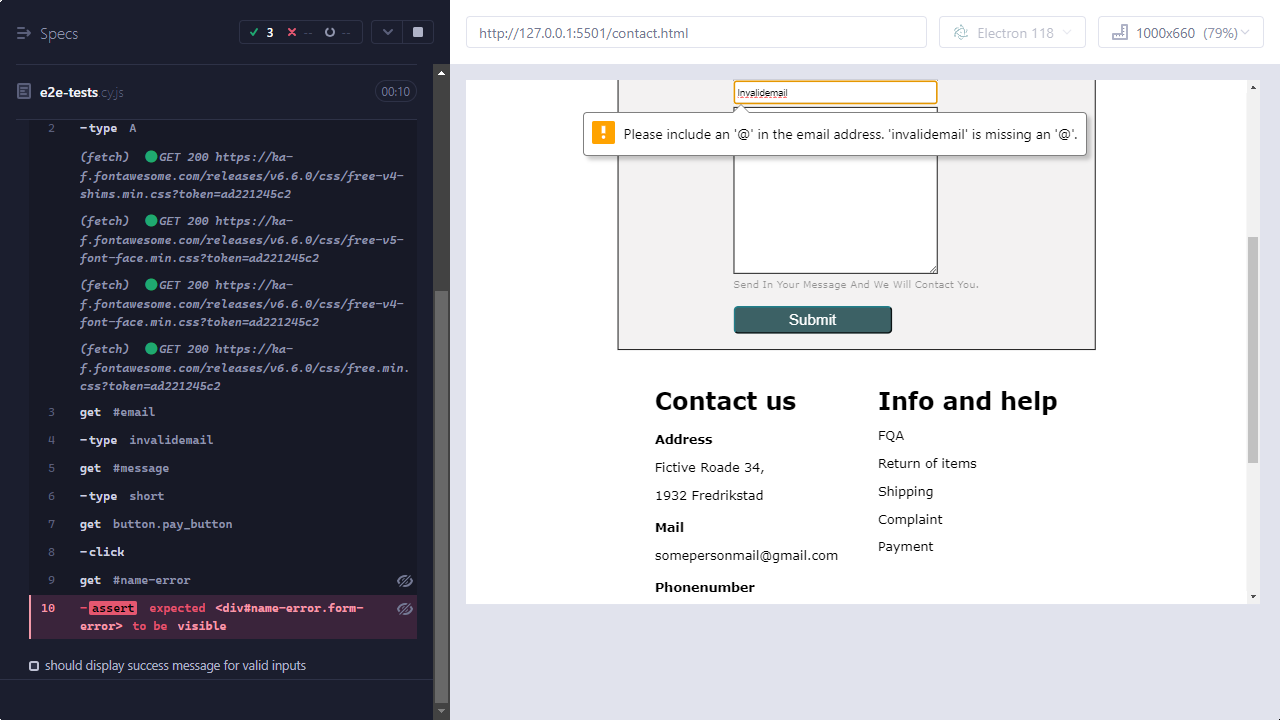 Specs
3
--
--
http://127.0.0.1:5501/contact.html
Electron 118
1000x660 (79%)
e2e-tests.cy.js
00:10
2 -type A
(fetch) GET 200 https://ka-
f.fontawesome.com/releases/v6.6.0/css/free-v4-
shims.min.css?token=ad221245c2
(fetch) GET 200 https://ka-
f.fontawesome.com/releases/v6.6.0/css/free-v5-
font-face.min.css?token=ad221245c2
(fetch) GET 200 https://ka-
f.fontawesome.com/releases/v6.6.0/css/free-v4-
font-face.min.css?token=ad221245c2
(fetch) GET 200 https://ka-
f.fontawesome.com/releases/v6.6.0/css/free.min.
css?token=ad221245c2
3 get #email
4 -type invalidemail
5 get #message
6 -type short
7 get button.pay_button
8 -click
9 get #name-error
10 -assert expected <div#name-error.form-
error> to be visible
should display success message for valid inputs
Invalidemail
Please include an '@' in the email address. 'invalidemail' is missing an '@'.
Send In Your Message And We Will Contact You.
Submit
Contact us
Address
Fictive Roade 34,
1932 Fredrikstad
Mail
somepersonmail@gmail.com
Phonenumber
Info and help
FQA
Return of items
Shipping
Complaint
Payment